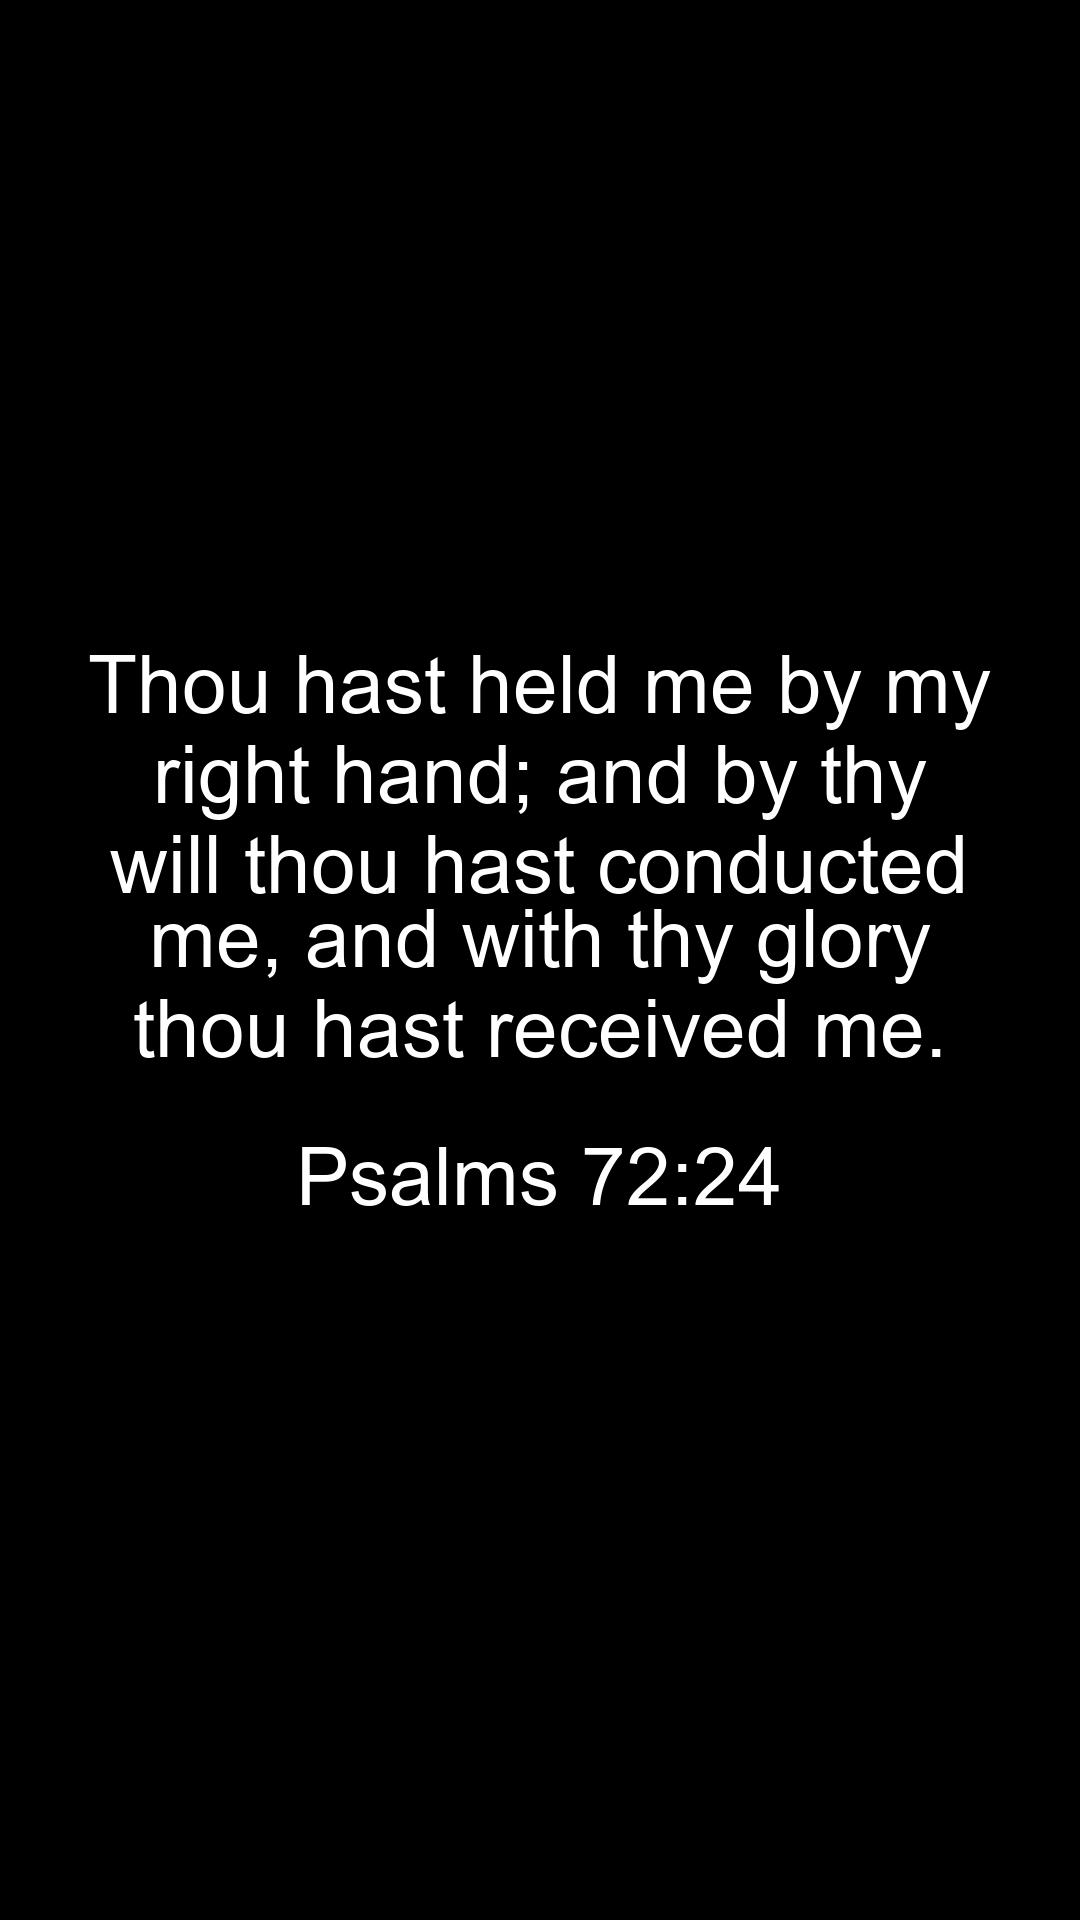 Thou hast held me by my
right hand; and by thy
will thou hast conducted
me, and with thy glory
thou hast received me.
Psalms 72:24